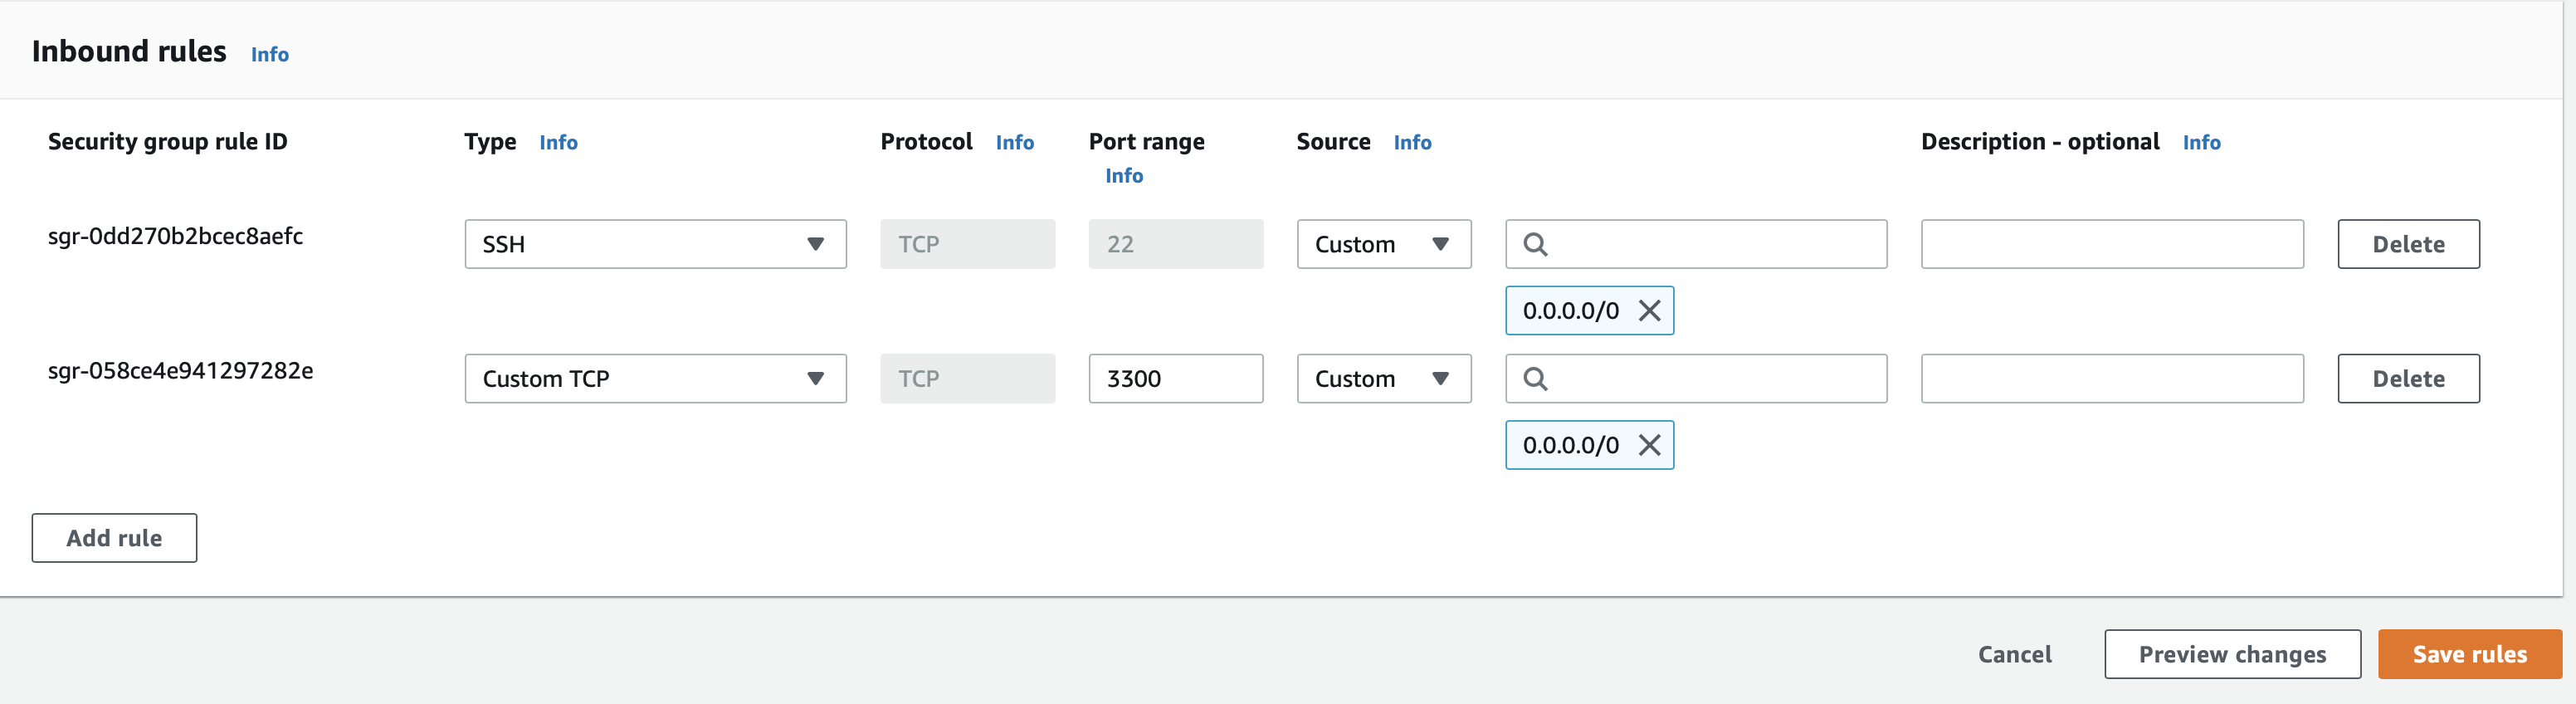 Inbound rules Info
Security group rule ID Type Info Protocol Info Port range Info Source Info Description - optional Info
sgr-0dd270b2bcec8aefc SSH TCP 22 Custom Delete
0.0.0.0/0
sgr-058ce4e941297282e Custom TCP TCP 3300 Custom Delete
0.0.0.0/0
Add rule
Cancel Preview changes Save rules